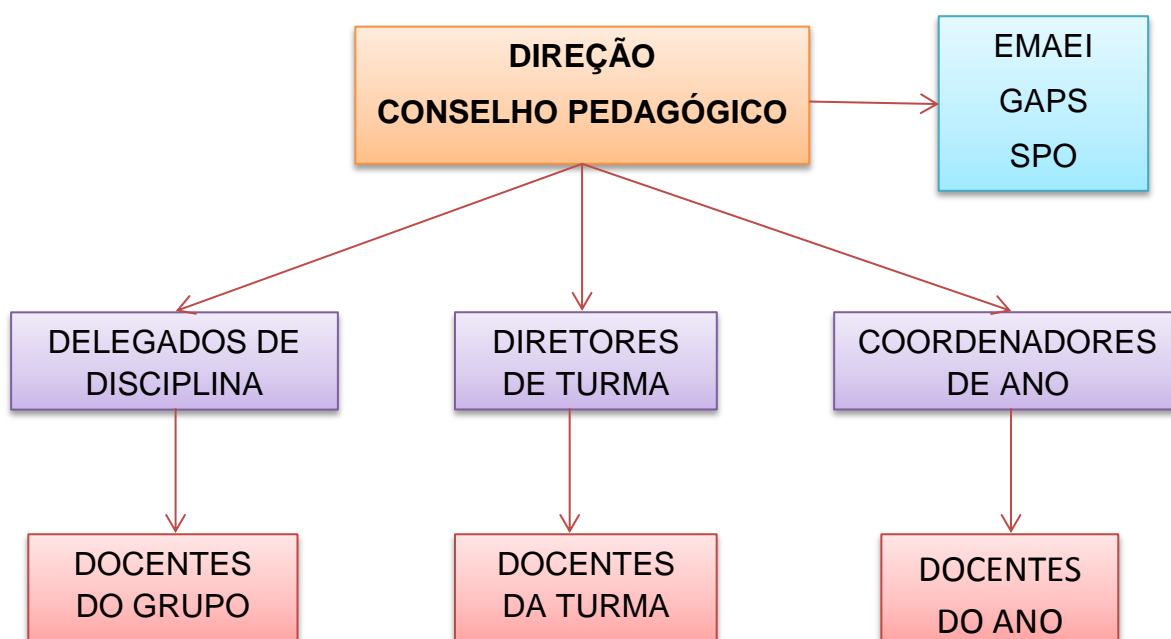 DIREÇÃO
CONSELHO PEDAGÓGICO
EMAEI
GAPS
SPO
DELEGADOS DE
DISCIPLINA
DIRETORES
DE TURMA
COORDENADORES
DE ANO
DOCENTES
DO GRUPO
DOCENTES
DA TURMA
DOCENTES
DO ANO